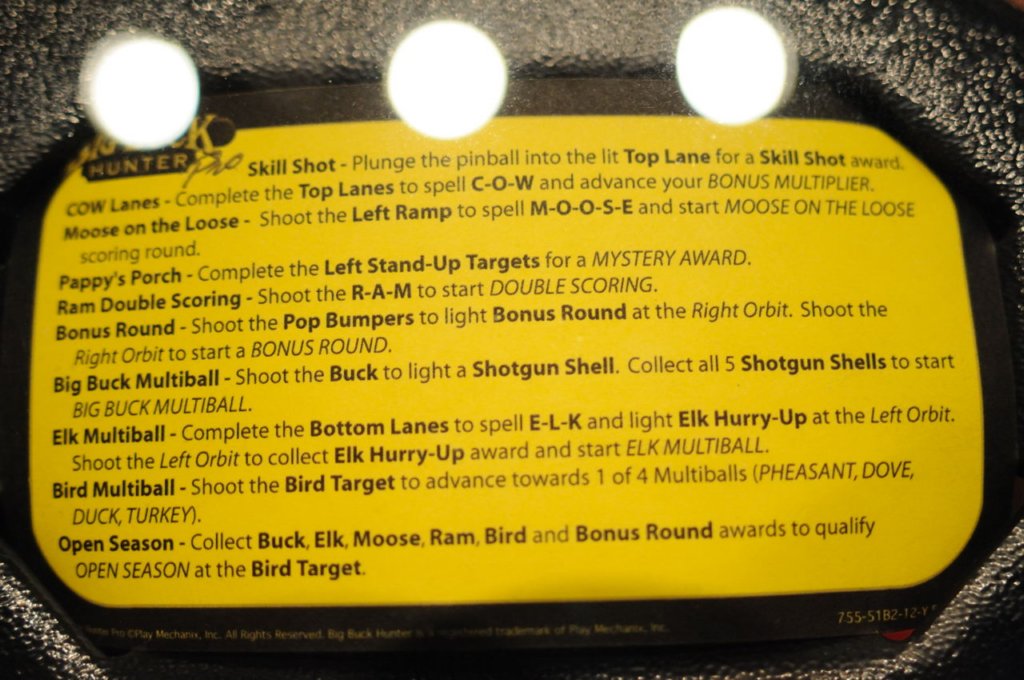 HUNTER Pro
Skill Shot - Plunge the pinball into the lit Top Lane for a Skill Shot award.
COW Lanes - Complete the Top Lanes to spell C-O-W and advance your BONUS MULTIPLIER.
Moose on the Loose - Shoot the Left Ramp to spell M-O-O-S-E and start MOOSE ON THE LOOSE
scoring round.
Pappy's Porch - Complete the Left Stand-Up Targets for a MYSTERY AWARD.
Ram Double Scoring - Shoot the R-A-M to start DOUBLE SCORING.
Bonus Round - Shoot the Pop Bumpers to light Bonus Round at the Right Orbit. Shoot the
Right Orbit to start a BONUS ROUND.
Big Buck Multiball - Shoot the Buck to light a Shotgun Shell. Collect all 5 Shotgun Shells to start
BIG BUCK MULTIBALL.
Elk Multiball - Complete the Bottom Lanes to spell E-L-K and light Elk Hurry-Up at the Left Orbit.
Shoot the Left Orbit to collect Elk Hurry-Up award and start ELK MULTIBALL.
Bird Multiball - Shoot the Bird Target to advance towards 1 of 4 Multiballs (PHEASANT, DOVE,
DUCK, TURKEY).
Open Season - Collect Buck, Elk, Moose, Ram, Bird and Bonus Round awards to qualify
OPEN SEASON at the Bird Target.
755-51B2-12-Y
Hunter Pro ©Play Mechanix, Inc. All Rights Reserved. Big Buck Hunter is a registered trademark of Play Mechanix, Inc.